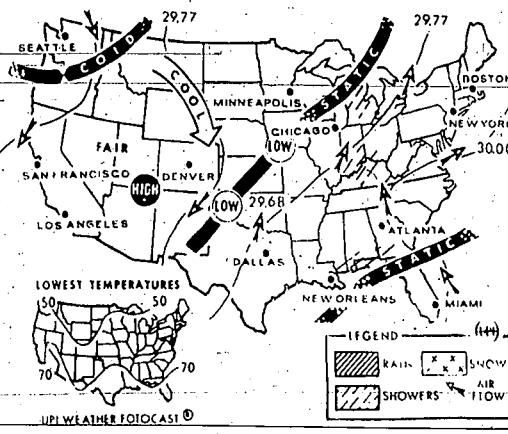 29.77
29.77
SEATTLE
COLD
COOL
STATIC
BOSTON
MINNEAPOLIS
NEW YORK
CHICAGO
LOW
30.00
FAIR
SAN FRANCISCO
DENVER
HIGH
LOW
29.68
LOS ANGELES
ATLANTA
DALLAS
STATIC
NEW ORLEANS
MIAMI
LOWEST TEMPERATURES
50
50
70
70
UPI WEATHER FOTOCAST ®
LEGEND
RAIN
SNOW
SHOWERS
AIR
FLOW